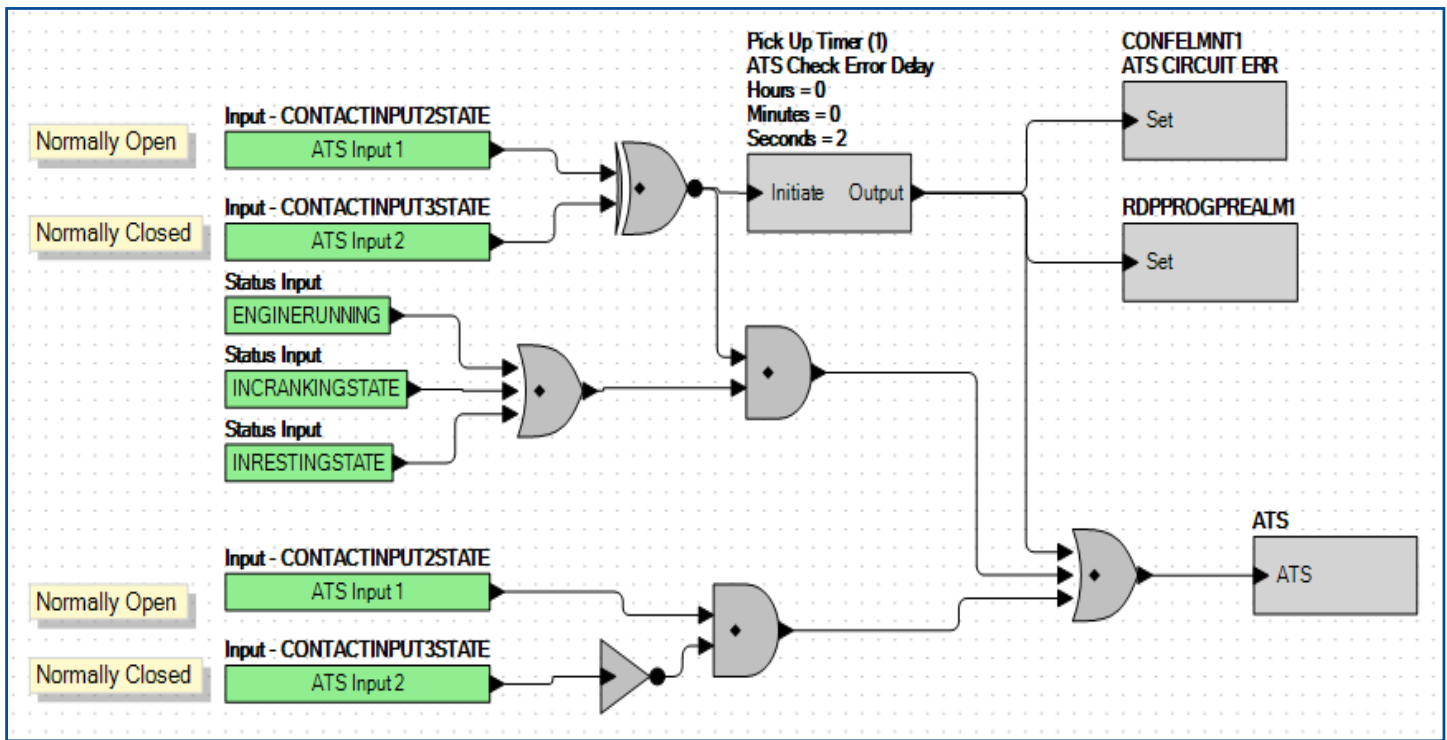 Pick Up Timer (1)
ATS Check Error Delay
Hours = 0
Minutes = 0
Seconds = 2
Initiate Output
CONFELMNT1
ATS CIRCUIT ERR
Set
RDPPROGPREALM1
Set
Normally Open
Input - CONTACTINPUT2STATE
ATS Input 1
Normally Closed
Input - CONTACTINPUT3STATE
ATS Input 2
Status Input
ENGINERUNNING
Status Input
INCRANKINGSTATE
Status Input
INRESTINGSTATE
Normally Open
Input - CONTACTINPUT2STATE
ATS Input 1
Normally Closed
Input - CONTACTINPUT3STATE
ATS Input 2
ATS
ATS